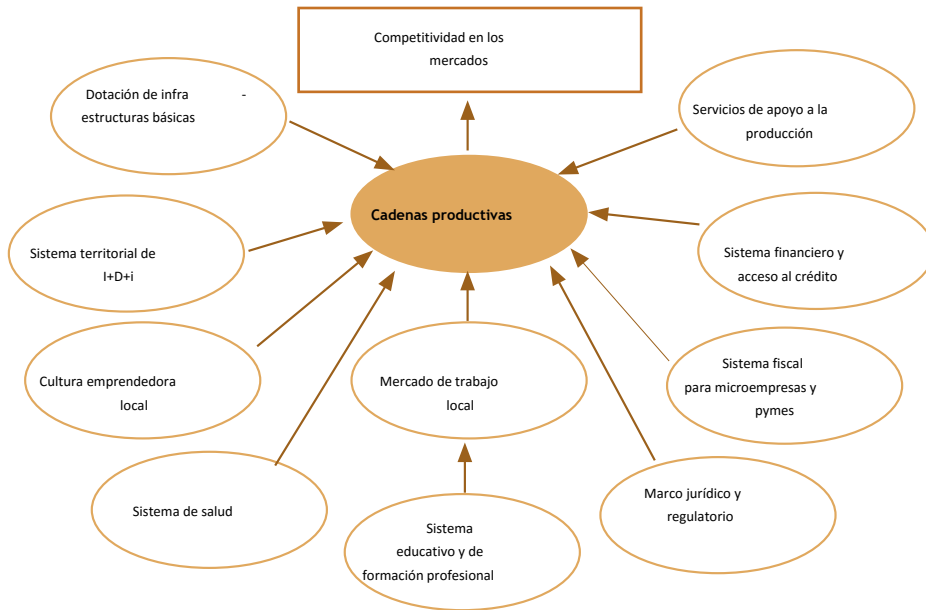 Competitividad en los
mercados
Dotación de infra -
estructuras básicas
Servicios de apoyo a la
producción
Cadenas productivas
Sistema territorial de
I+D+i
Sistema financiero y
acceso al crédito
Cultura emprendedora
local
Mercado de trabajo
local
Sistema fiscal
para microempresas y
pymes
Sistema de salud
Sistema
educativo y de
formación profesional
Marco jurídico y
regulatorio